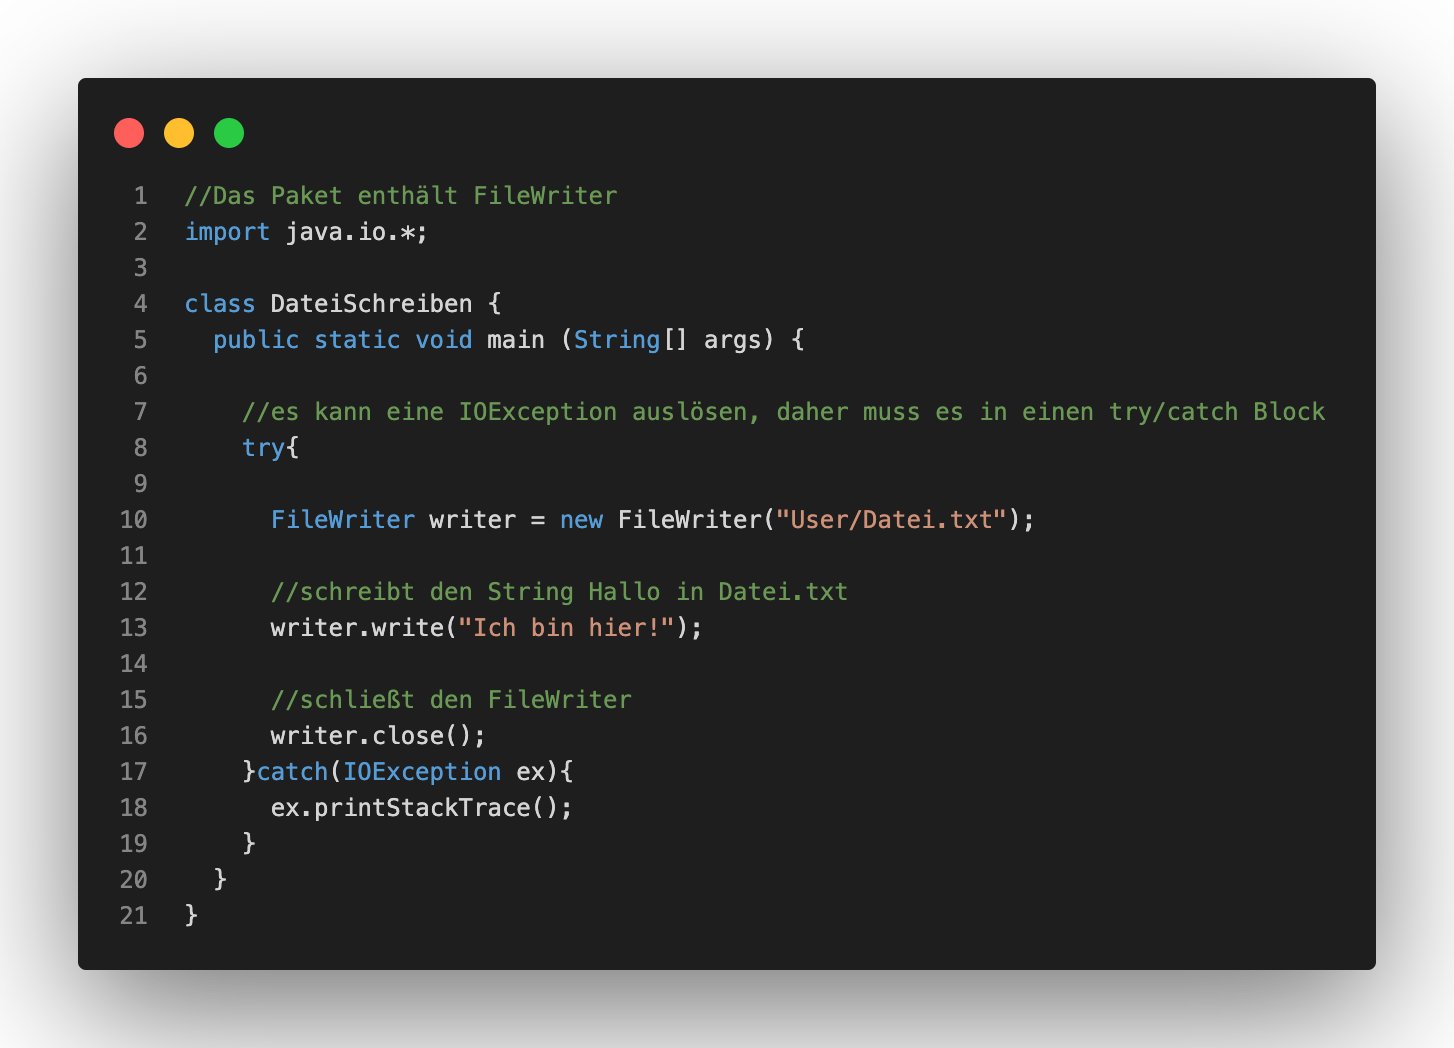 1 //Das Paket enthält FileWriter
2 import java.io.*;
3
4 class DateiSchreiben {
5 public static void main (String[] args) {
6
7 //es kann eine IOException auslösen, daher muss es in einen try/catch Block
8 try{
9
10 FileWriter writer = new FileWriter("User/Datei.txt");
11
12 //schreibt den String Hallo in Datei.txt
13 writer.write("Ich bin hier!");
14
15 //schließt den FileWriter
16 writer.close();
17 }catch(IOException ex){
18 ex.printStackTrace();
19 }
20 }
21 }